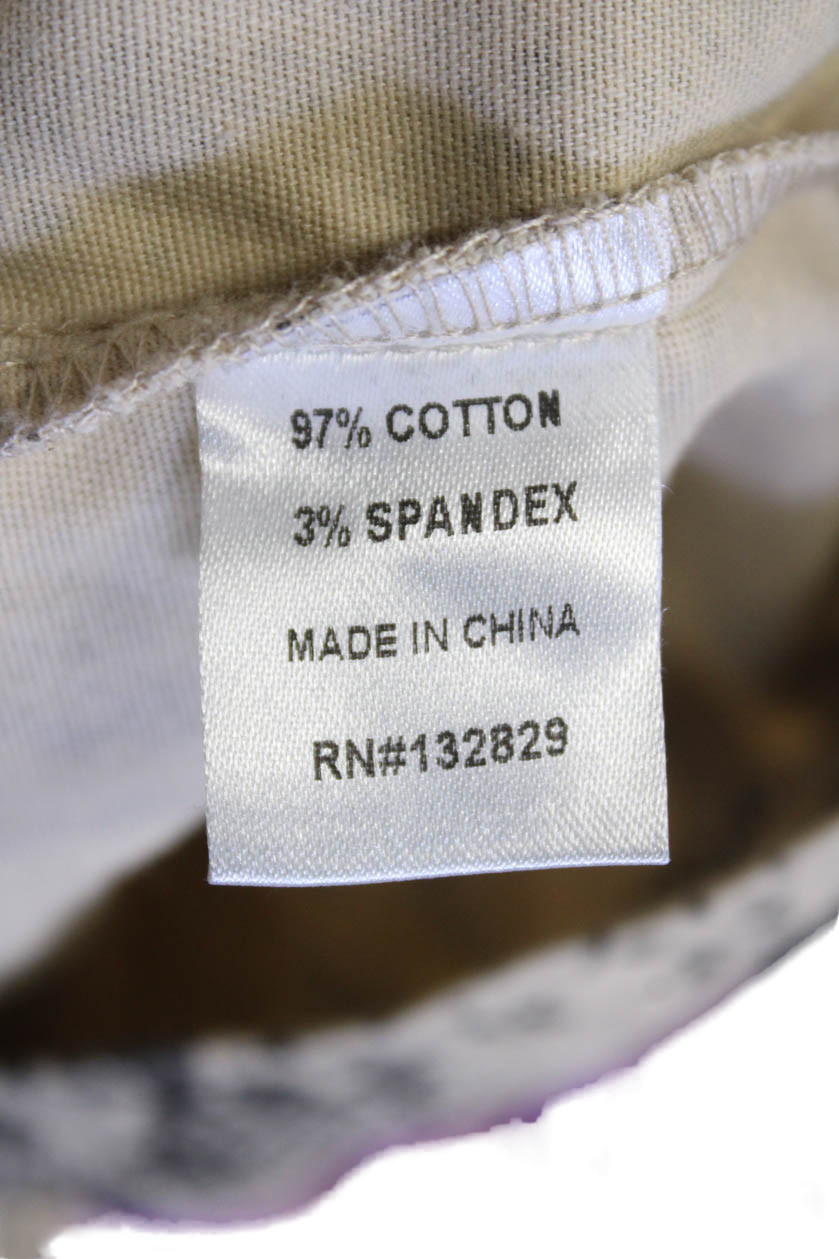 97% COTTON
3% SPANDEX
MADE IN CHINA
RN#132829